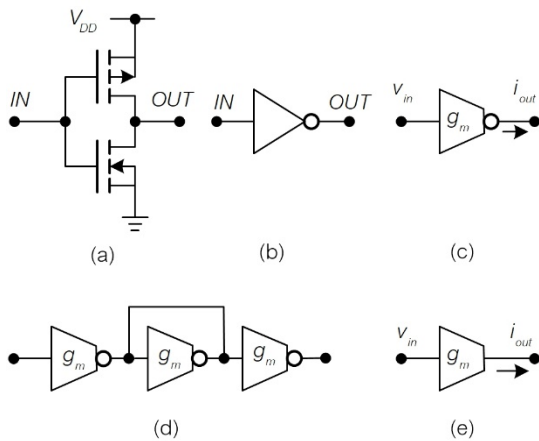 V_DD
IN OUT IN OUT v_in i_out
g_m
(a) (b) (c)
g_m g_m g_m v_in g_m i_out
(d) (e)